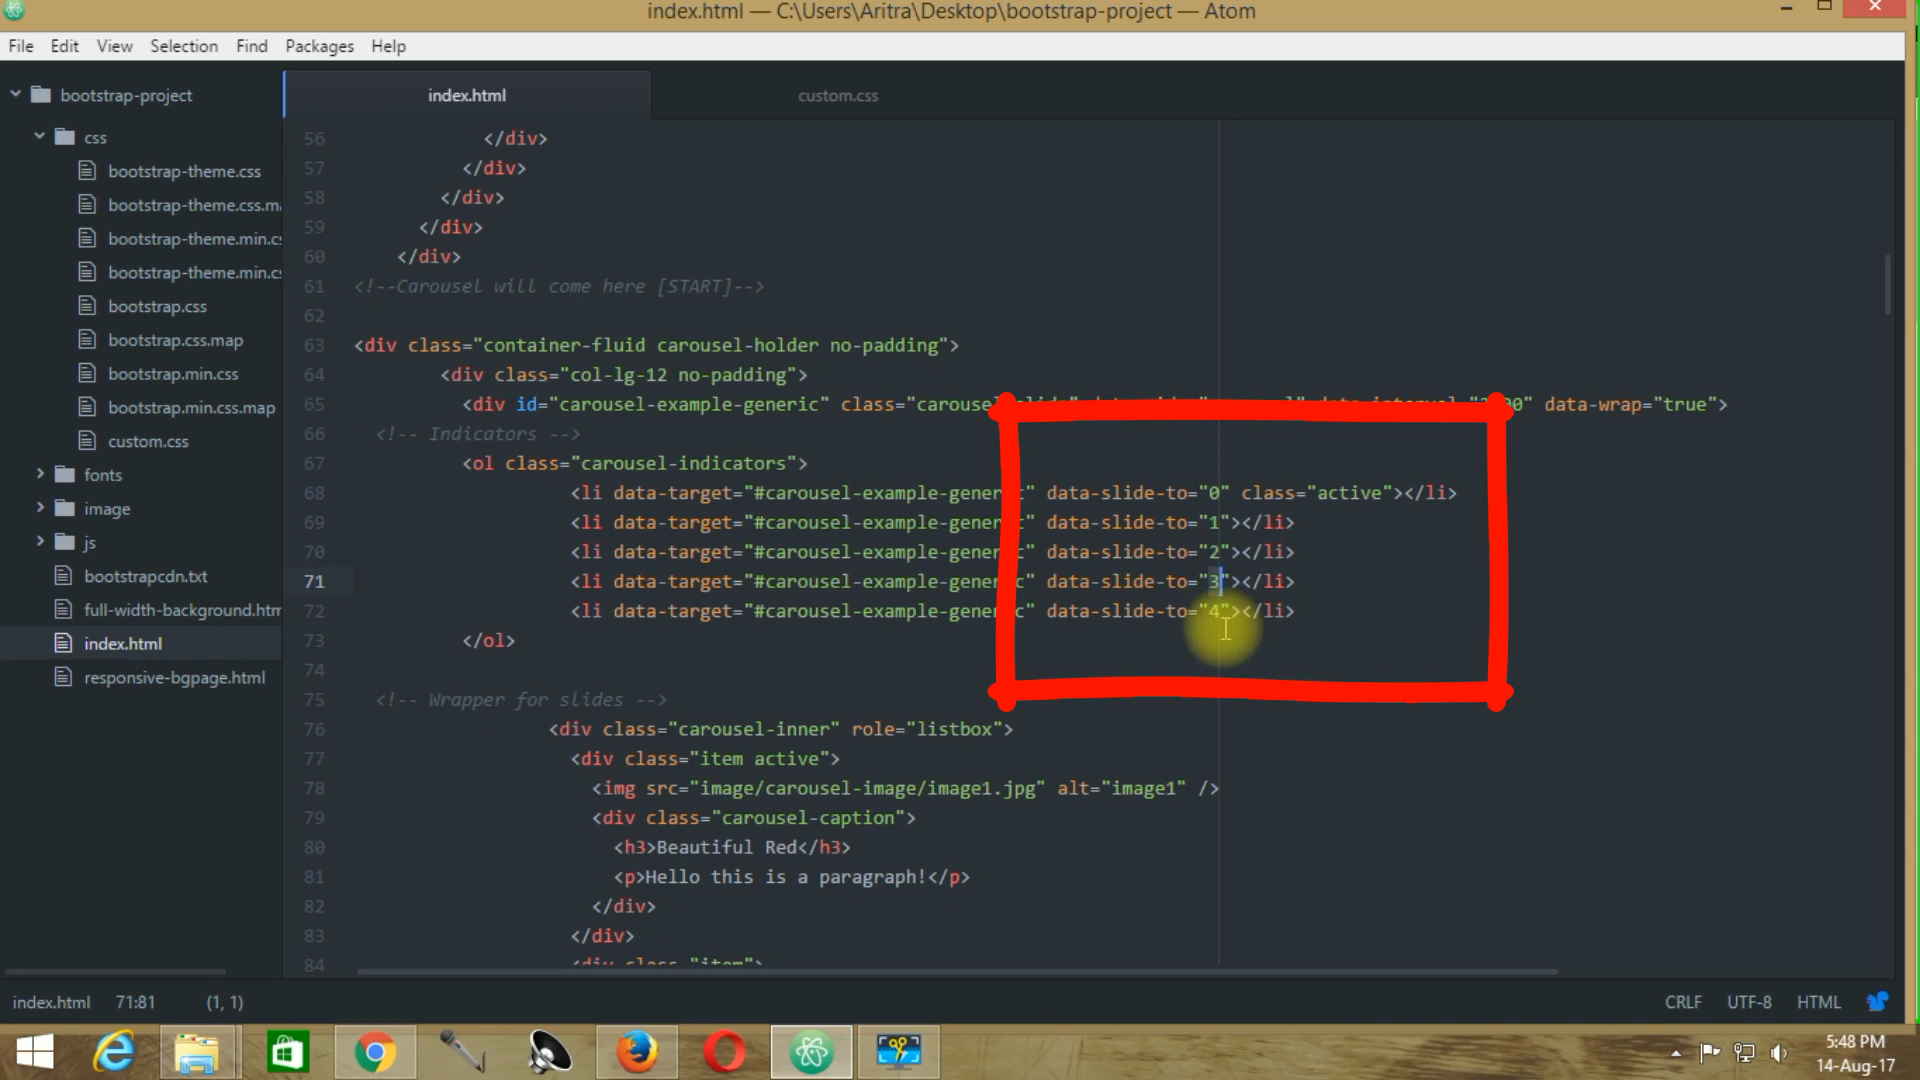 index.html — C:\Users\Aritra\Desktop\bootstrap-project — Atom
File Edit View Selection Find Packages Help
bootstrap-project
css
bootstrap-theme.css
bootstrap-theme.css.m
bootstrap-theme.min.c
bootstrap-theme.min.c
bootstrap.css
bootstrap.css.map
bootstrap.min.css
bootstrap.min.css.map
custom.css
fonts
image
js
bootstrapcdn.txt
full-width-background.htm
index.html
responsive-bgpage.html
index.html custom.css
56 </div>
57 </div>
58 </div>
59 </div>
60 </div>
61 <!--Carousel will come here [START]-->
62
63 <div class="container-fluid carousel-holder no-padding">
64 <div class="col-lg-12 no-padding">
65 <div id="carousel-example-generic" class="carousel data-wrap="true">
66 <!-- Indicators -->
67 <ol class="carousel-indicators">
68 <li data-target="#carousel-example-generic" data-slide-to="0" class="active"></li>
69 <li data-target="#carousel-example-generic" data-slide-to="1"></li>
70 <li data-target="#carousel-example-generic" data-slide-to="2"></li>
71 <li data-target="#carousel-example-generic" data-slide-to="3"></li>
72 <li data-target="#carousel-example-generic" data-slide-to="4"></li>
73 </ol>
74
75 <!-- Wrapper for slides -->
76 <div class="carousel-inner" role="listbox">
77 <div class="item active">
78 <img src="image/carousel-image/image1.jpg" alt="image1" />
79 <div class="carousel-caption">
80 <h3>Beautiful Red</h3>
81 <p>Hello this is a paragraph!</p>
82 </div>
83 </div>
84 <div class="item">
index.html 71:81 (1, 1) CRLF UTF-8 HTML
5:48 PM
14-Aug-17